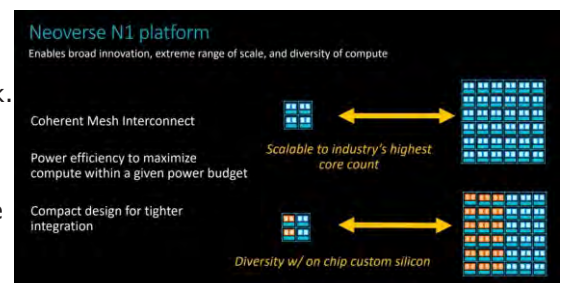 Neoverse N1 platform
Enables broad innovation, extreme range of scale, and diversity of compute
k.
Coherent Mesh Interconnect
Scalable to industry's highest
core count
Power efficiency to maximize
compute within a given power budget
e
Compact design for tighter
integration
Diversity w/ on chip custom silicon